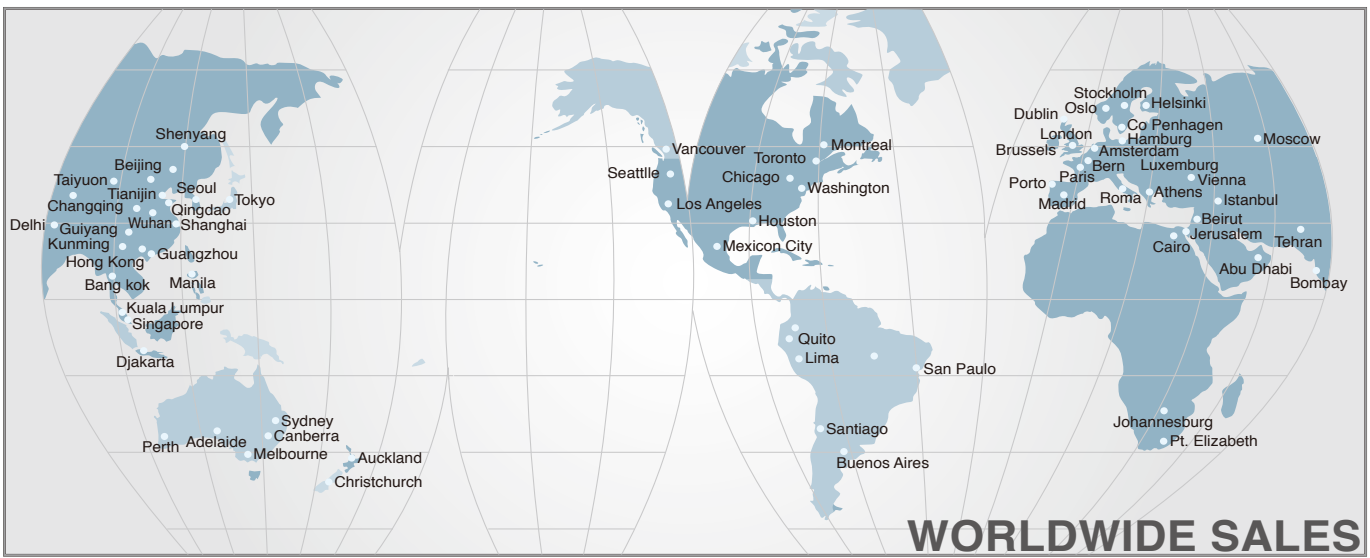 Shenyang
Beijing
Taiyuon
Tianjin
Seoul
Changqing
Qingdao
Tokyo
Delhi
Guiyang
Wuhan
Shanghai
Kunming
Guangzhou
Hong Kong
Bang kok
Manila
Kuala Lumpur
Singapore
Djakarta
Sydney
Adelaide
Canberra
Perth
Melbourne
Auckland
Christchurch
Vancouver
Montreal
Toronto
Seattlle
Chicago
Washington
Los Angeles
Houston
Mexicon City
Quito
Lima
San Paulo
Santiago
Buenos Aires
Stockholm
Oslo
Helsinki
Dublin
Co Penhagen
London
Hamburg
Moscow
Brussels
Amsterdam
Bern
Luxemburg
Paris
Vienna
Porto
Athens
Madrid
Roma
Istanbul
Beirut
Jerusalem
Cairo
Tehran
Abu Dhabi
Bombay
Johannesburg
Pt. Elizabeth
WORLDWIDE SALES